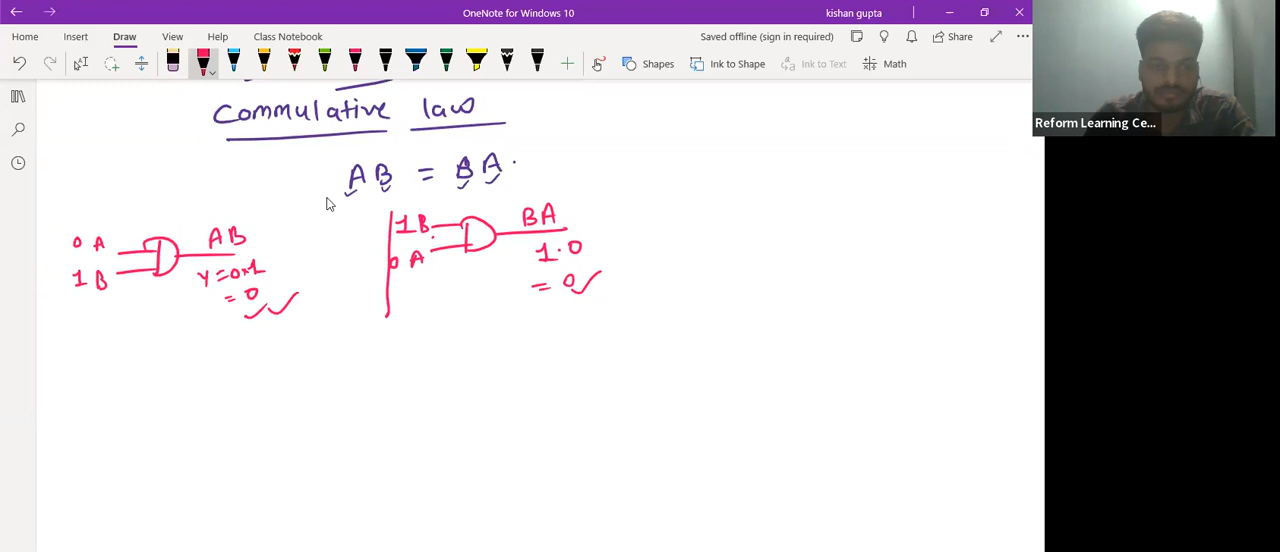 OneNote for Windows 10
kishan gupta
Home Insert Draw View Help Class Notebook
Saved offline (sign in required)
Share
Shapes Ink to Shape Ink to Text Math
Reform Learning Ce...
Commulative law
AB = BA.
0 A
1 B
AB
Y = 0×1
= 0
1 B
0 A
BA
1·0
= 0